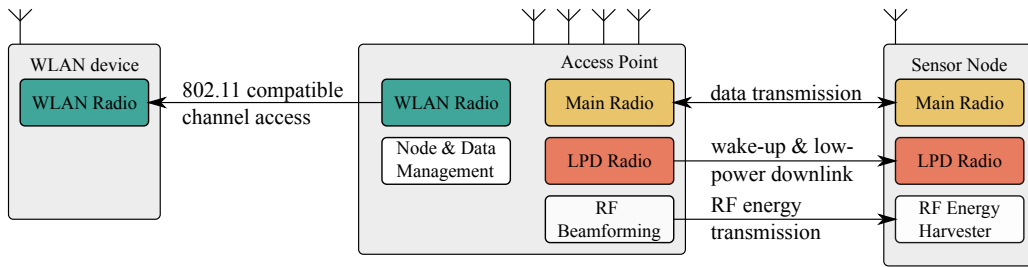 WLAN device
WLAN Radio
802.11 compatible
channel access
Access Point
WLAN Radio
Node & Data
Management
Main Radio
LPD Radio
RF
Beamforming
data transmission
wake-up & low-
power downlink
RF energy
transmission
Sensor Node
Main Radio
LPD Radio
RF Energy
Harvester